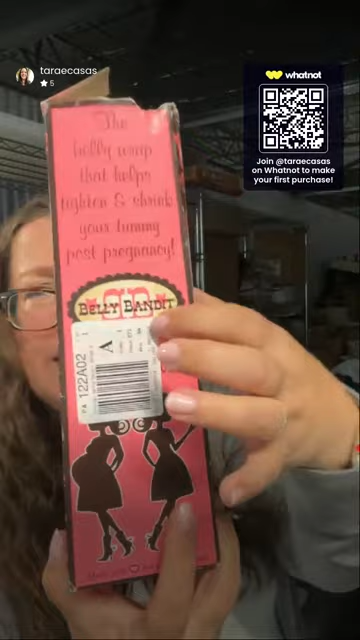 taraecasas
★ 5
whatnot
Join @taraecasas
on Whatnot to make
your first purchase!
The
belly wrap
that helps
tighten & shrink
your tummy
post pregnancy!
BELLY BANDIT
122A02
A